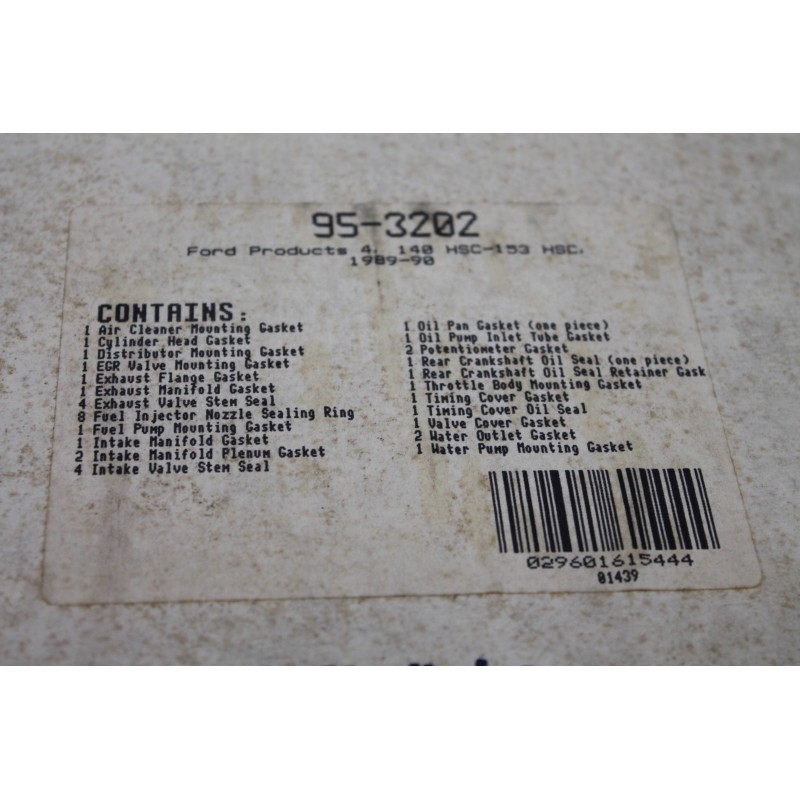 95-3202
Ford Products 4, 140 HSC-153 HSC,
1989-90
CONTAINS:
1 Air Cleaner Mounting Gasket
1 Cylinder Head Gasket
1 Distributor Mounting Gasket
1 EGR Valve Mounting Gasket
1 Exhaust Flange Gasket
1 Exhaust Manifold Gasket
4 Exhaust Valve Stem Seal
8 Fuel Injector Nozzle Sealing Ring
1 Fuel Pump Mounting Gasket
1 Intake Manifold Gasket
2 Intake Manifold Plenum Gasket
4 Intake Valve Stem Seal
1 Oil Pan Gasket (one piece)
1 Oil Pump Inlet Tube Gasket
2 Potentiometer Gasket
1 Rear Crankshaft Oil Seal (one piece)
1 Rear Crankshaft Oil Seal Retainer Gask
1 Throttle Body Mounting Gasket
1 Timing Cover Gasket
1 Timing Cover Oil Seal
1 Valve Cover Gasket
2 Water Outlet Gasket
1 Water Pump Mounting Gasket
029601615444
01439